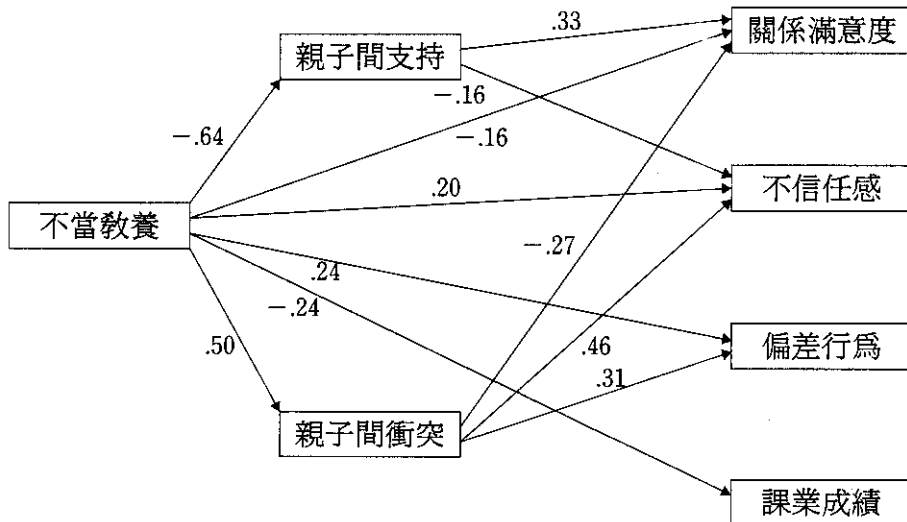 .33
關係滿意度
親子間支持
-.16
-.64
-.16
.20
不信任感
不當教養
-.27
.24
-.24
.50
.46
偏差行爲
.31
親子間衝突
課業成績